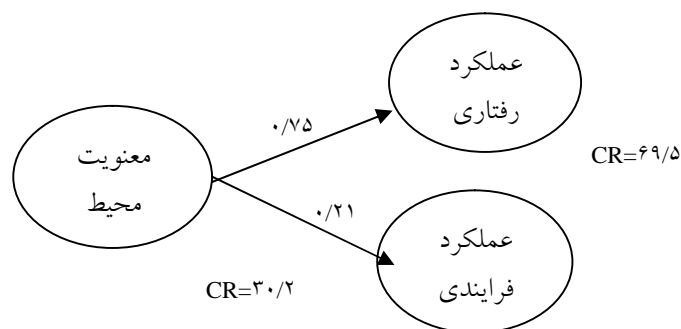 عملکرد
رفتاری
۰/۷۵
CR=۶۹/۵
معنویت
محیط
۰/۲۱
عملکرد
فرایندی
CR=۳۰/۲